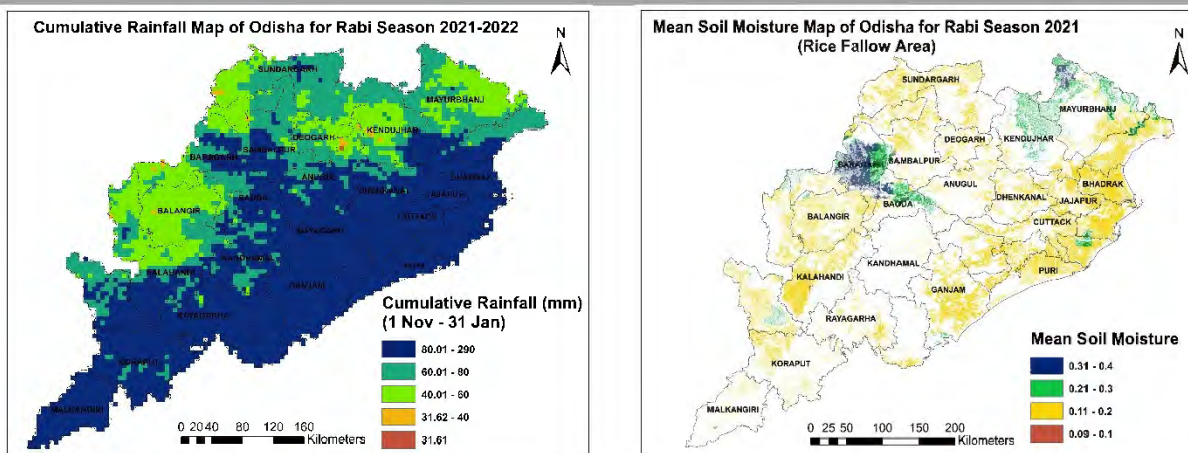 Cumulative Rainfall Map of Odisha for Rabi Season 2021-2022
N
SUNDARGARH
MAYURBHANJ
KENDUJHAR
DEOGARH
SAMBALPUR
BARAGARH
ANUGUL
BALANGIR
BAUDA
KANDHAMAL
GANJAM
KORAPUT
MALKANGIRI
Cumulative Rainfall (mm)
(1 Nov - 31 Jan)
80.01 - 290
60.01 - 80
40.01 - 60
31.62 - 40
31.61
0 20 40 80 120 160
Kilometers
Mean Soil Moisture Map of Odisha for Rabi Season 2021
(Rice Fallow Area)
N
SUNDARGARH
MAYURBHANJ
KENDUJHAR
DEOGARH
BARAGARH
SAMBALPUR
BHADRAK
ANUGUL
DHENKANAL
JAJAPUR
BAUDA
BALANGIR
CUTTACK
KANDHAMAL
PURI
KALAHANDI
GANJAM
RAYAGARHA
KORAPUT
MALKANGIRI
Mean Soil Moisture
0.31 - 0.4
0.21 - 0.3
0.11 - 0.2
0.09 - 0.1
0 25 50 100 150 200
Kilometers